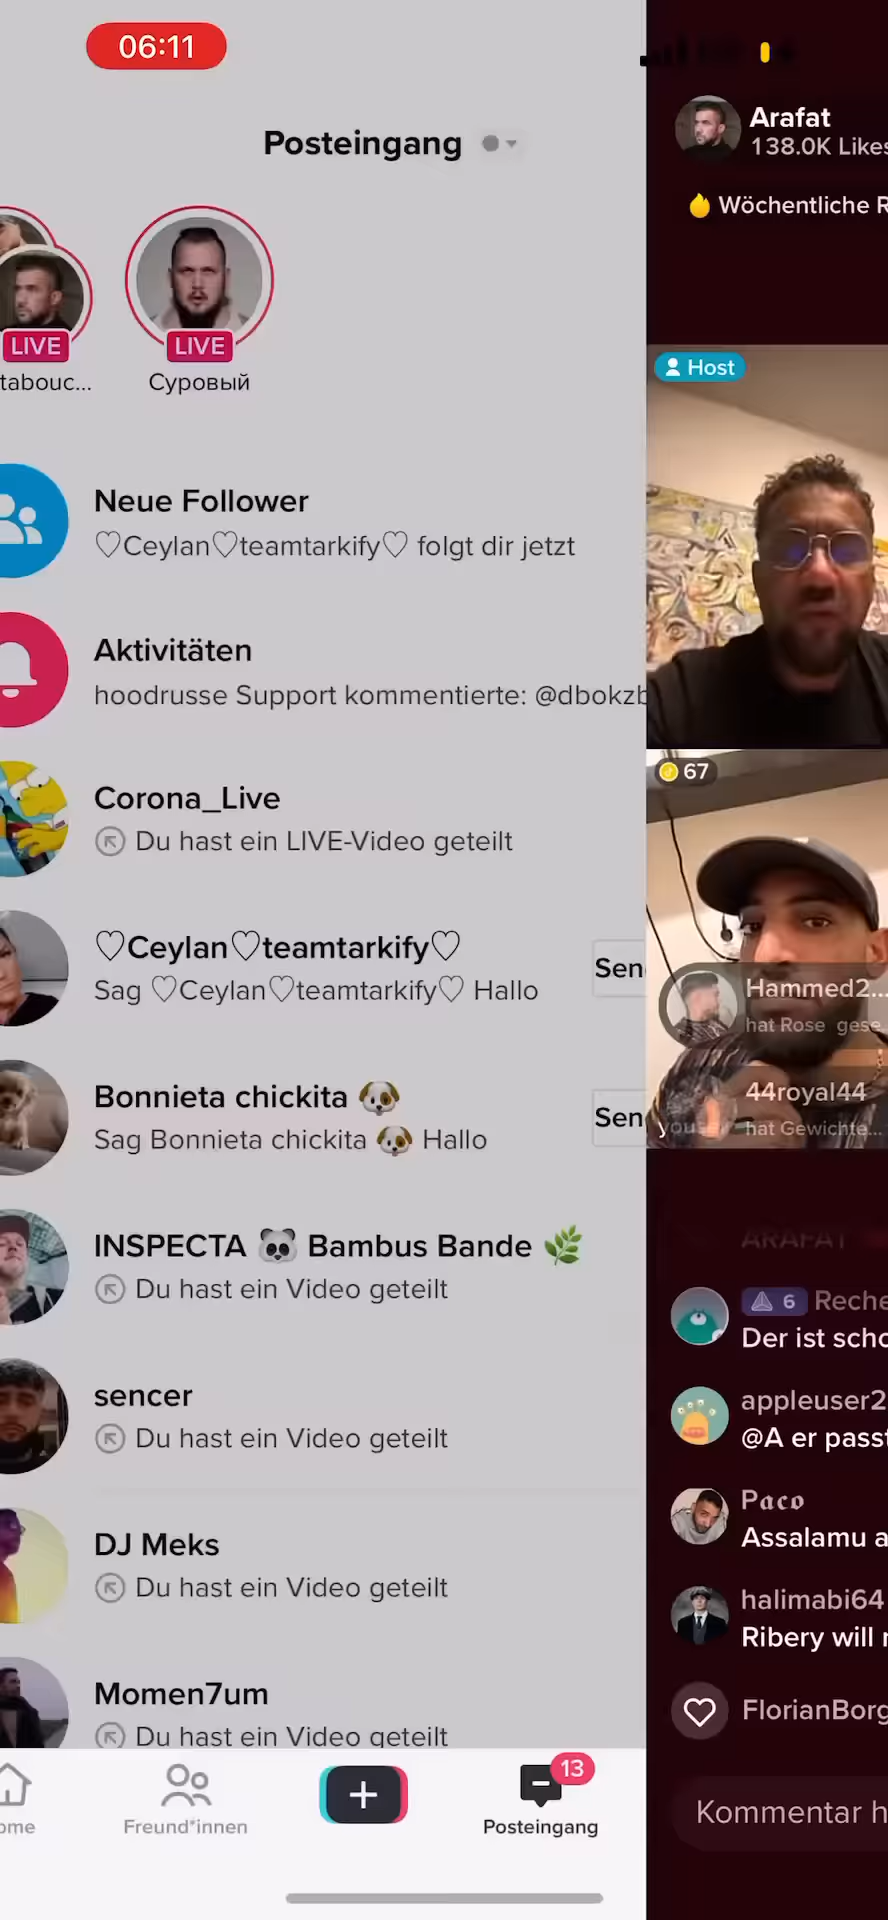 06:11
Posteingang
LIVE
LIVE
tabouc...
Суровый
Neue Follower
♡Ceylan♡teamtarkify♡ folgt dir jetzt
Aktivitäten
hoodrusse Support kommentierte: @dbokzb
Corona_Live
Du hast ein LIVE-Video geteilt
♡Ceylan♡teamtarkify♡
Sag ♡Ceylan♡teamtarkify♡ Hallo
Sen
Bonnieta chickita 🐶
Sag Bonnieta chickita 🐶 Hallo
Sen
INSPECTA 🐼 Bambus Bande 🌿
Du hast ein Video geteilt
sencer
Du hast ein Video geteilt
DJ Meks
Du hast ein Video geteilt
Momen7um
Du hast ein Video geteilt
ome
Freund*innen
13
Posteingang
Arafat
138.0K Likes
🔥 Wöchentliche R
Host
67
Hammed2...
hat Rose gese...
44royal44
hat Gewichte...
ARAFAT
6 Reche
Der ist scho
appleuser2
@A er passt
Paco
Assalamu a
halimabi64
Ribery will
FlorianBorg
Kommentar h